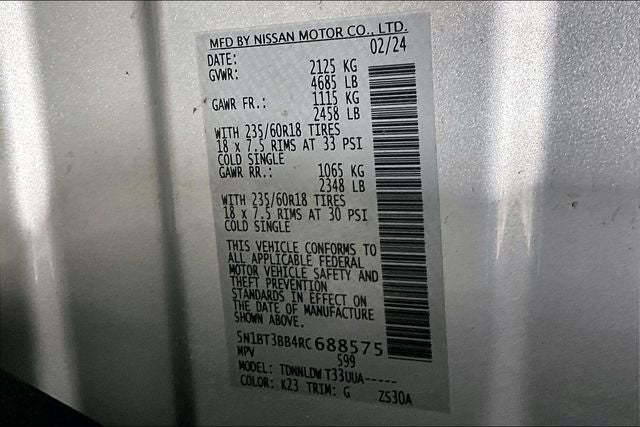 MFD BY NISSAN MOTOR CO., LTD.
DATE: 02/24
GVWR: 2125 KG
4685 LB
GAWR FR.: 1115 KG
2458 LB
WITH 235/60R18 TIRES
18 x 7.5 RIMS AT 33 PSI
COLD SINGLE
GAWR RR.: 1065 KG
2348 LB
WITH 235/60R18 TIRES
18 x 7.5 RIMS AT 30 PSI
COLD SINGLE
THIS VEHICLE CONFORMS TO
ALL APPLICABLE FEDERAL
MOTOR VEHICLE SAFETY AND
THEFT PREVENTION
STANDARDS IN EFFECT ON
THE DATE OF MANUFACTURE
SHOWN ABOVE.
5N1BT3BB4RC688575
MPV 599
MODEL: TDNNLDW T33UUA-----
COLOR: K23 TRIM: G ZS30A